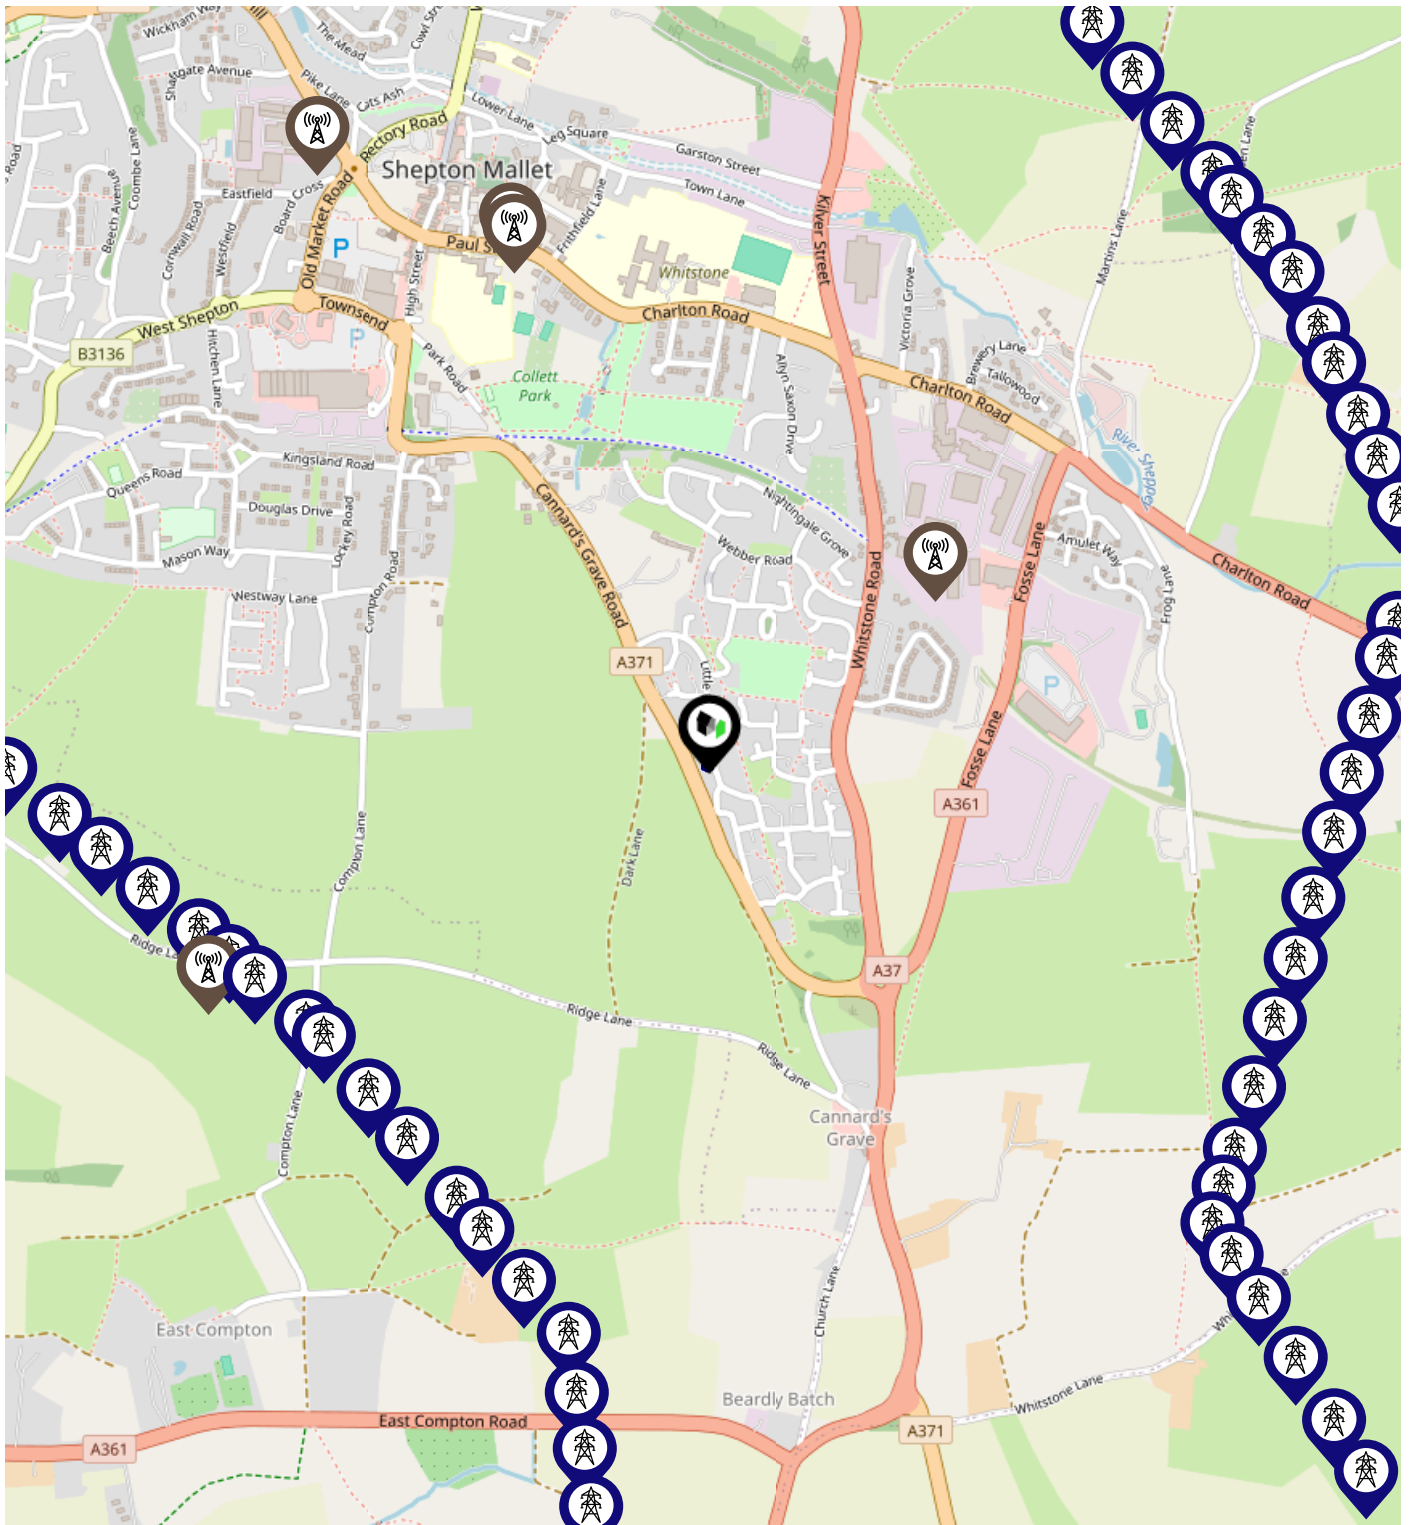 Wickham Way
The Mead
Cowl Str
Shaftgate Avenue
Pike Lane
Cats Ash
Lower Lane
Leg Square
Rectory Road
Garston Street
Town Lane
Shepton Mallet
Coombe Lane
Beech Avenue
Eastfield
Board Cross
Cornwall Road
Westfield
Old Market Road
P
Paul S
Frithfield Lane
High Street
Whitstone
Kilver Street
Martins Lane
Victoria Grove
West Shepton
Townsend
P
Charlton Road
B3136
Hitchen Lane
Park Road
Collett
Park
Allyn Saxon Drive
Brewery Lane
Tallowood
Charlton Road
River Sheppey
Kingsland Road
Queens Road
Douglas Drive
Lockey Road
Mason Way
Westway Lane
Compton Road
Cannard's Grave Road
Nightingale Grove
Webber Road
Whitstone Road
Fosse Lane
Amulet Way
Frog Lane
Charlton Road
A371
Little
P
Fosse Lane
A361
Compton Lane
Dark Lane
Ridge La
A37
Ridge Lane
Ridge Lane
Compton Lane
Cannard's
Grave
Church Lane
East Compton
Beardly Batch
Whitstone Lane
East Compton Road
A361
A371